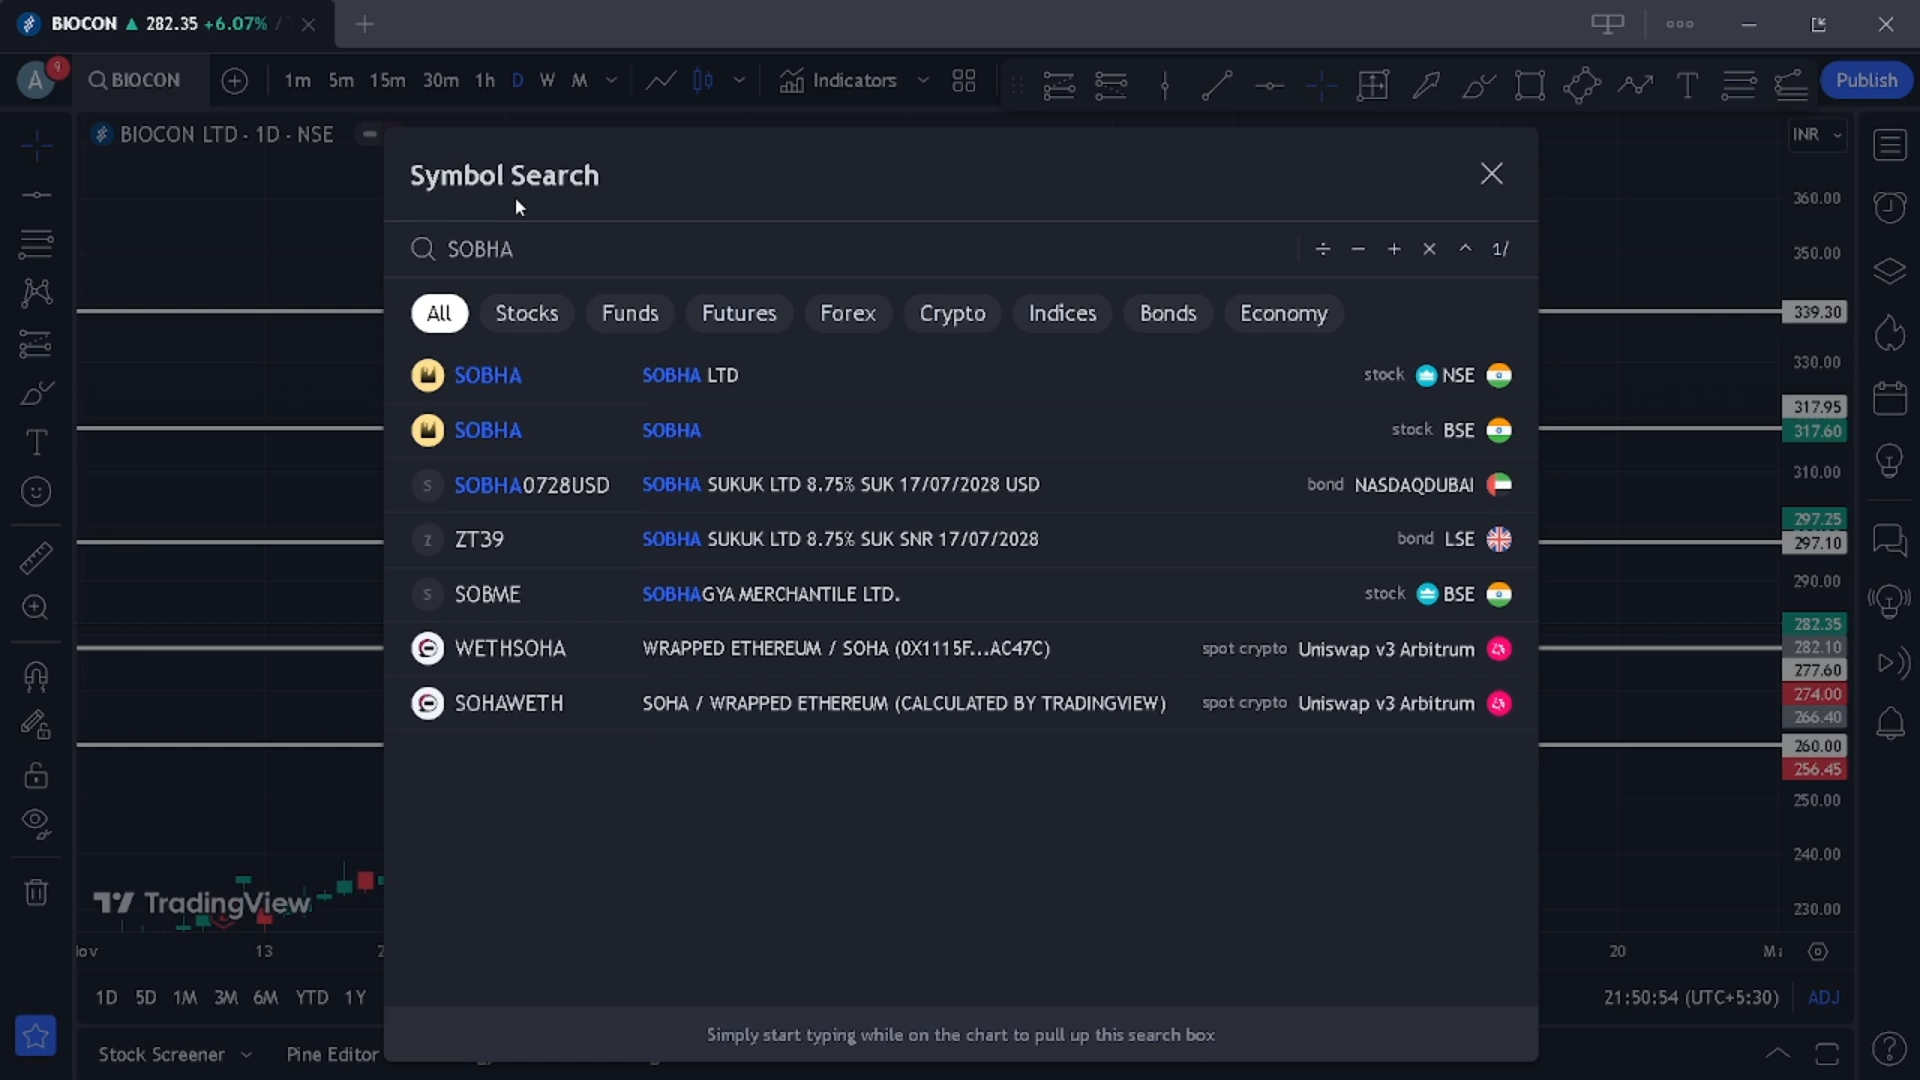 BIOCON ▲ 282.35 +6.07% /
A 9 BIOCON 1m 5m 15m 30m 1h D W M Indicators Publish
BIOCON LTD - 1D - NSE INR
Symbol Search
SOBHA ÷ − + × ^ 1/
All Stocks Funds Futures Forex Crypto Indices Bonds Economy
SOBHA SOBHA LTD stock NSE
SOBHA SOBHA stock BSE
S SOBHA0728USD SOBHA SUKUK LTD 8.75% SUK 17/07/2028 USD bond NASDAQDUBAI
Z ZT39 SOBHA SUKUK LTD 8.75% SUK SNR 17/07/2028 bond LSE
S SOBME SOBHAGYA MERCHANTILE LTD. stock BSE
WETHSOHA WRAPPED ETHEREUM / SOHA (0X1115F...AC47C) spot crypto Uniswap v3 Arbitrum
SOHAWETH SOHA / WRAPPED ETHEREUM (CALCULATED BY TRADINGVIEW) spot crypto Uniswap v3 Arbitrum
360.00
350.00
339.30
330.00
317.95
317.60
310.00
297.25
297.10
290.00
282.35
282.10
277.60
274.00
266.40
260.00
256.45
250.00
240.00
230.00
TradingView
13 20
1D 5D 1M 3M 6M YTD 1Y 21:50:54 (UTC+5:30) ADJ
Simply start typing while on the chart to pull up this search box
Stock Screener Pine Editor